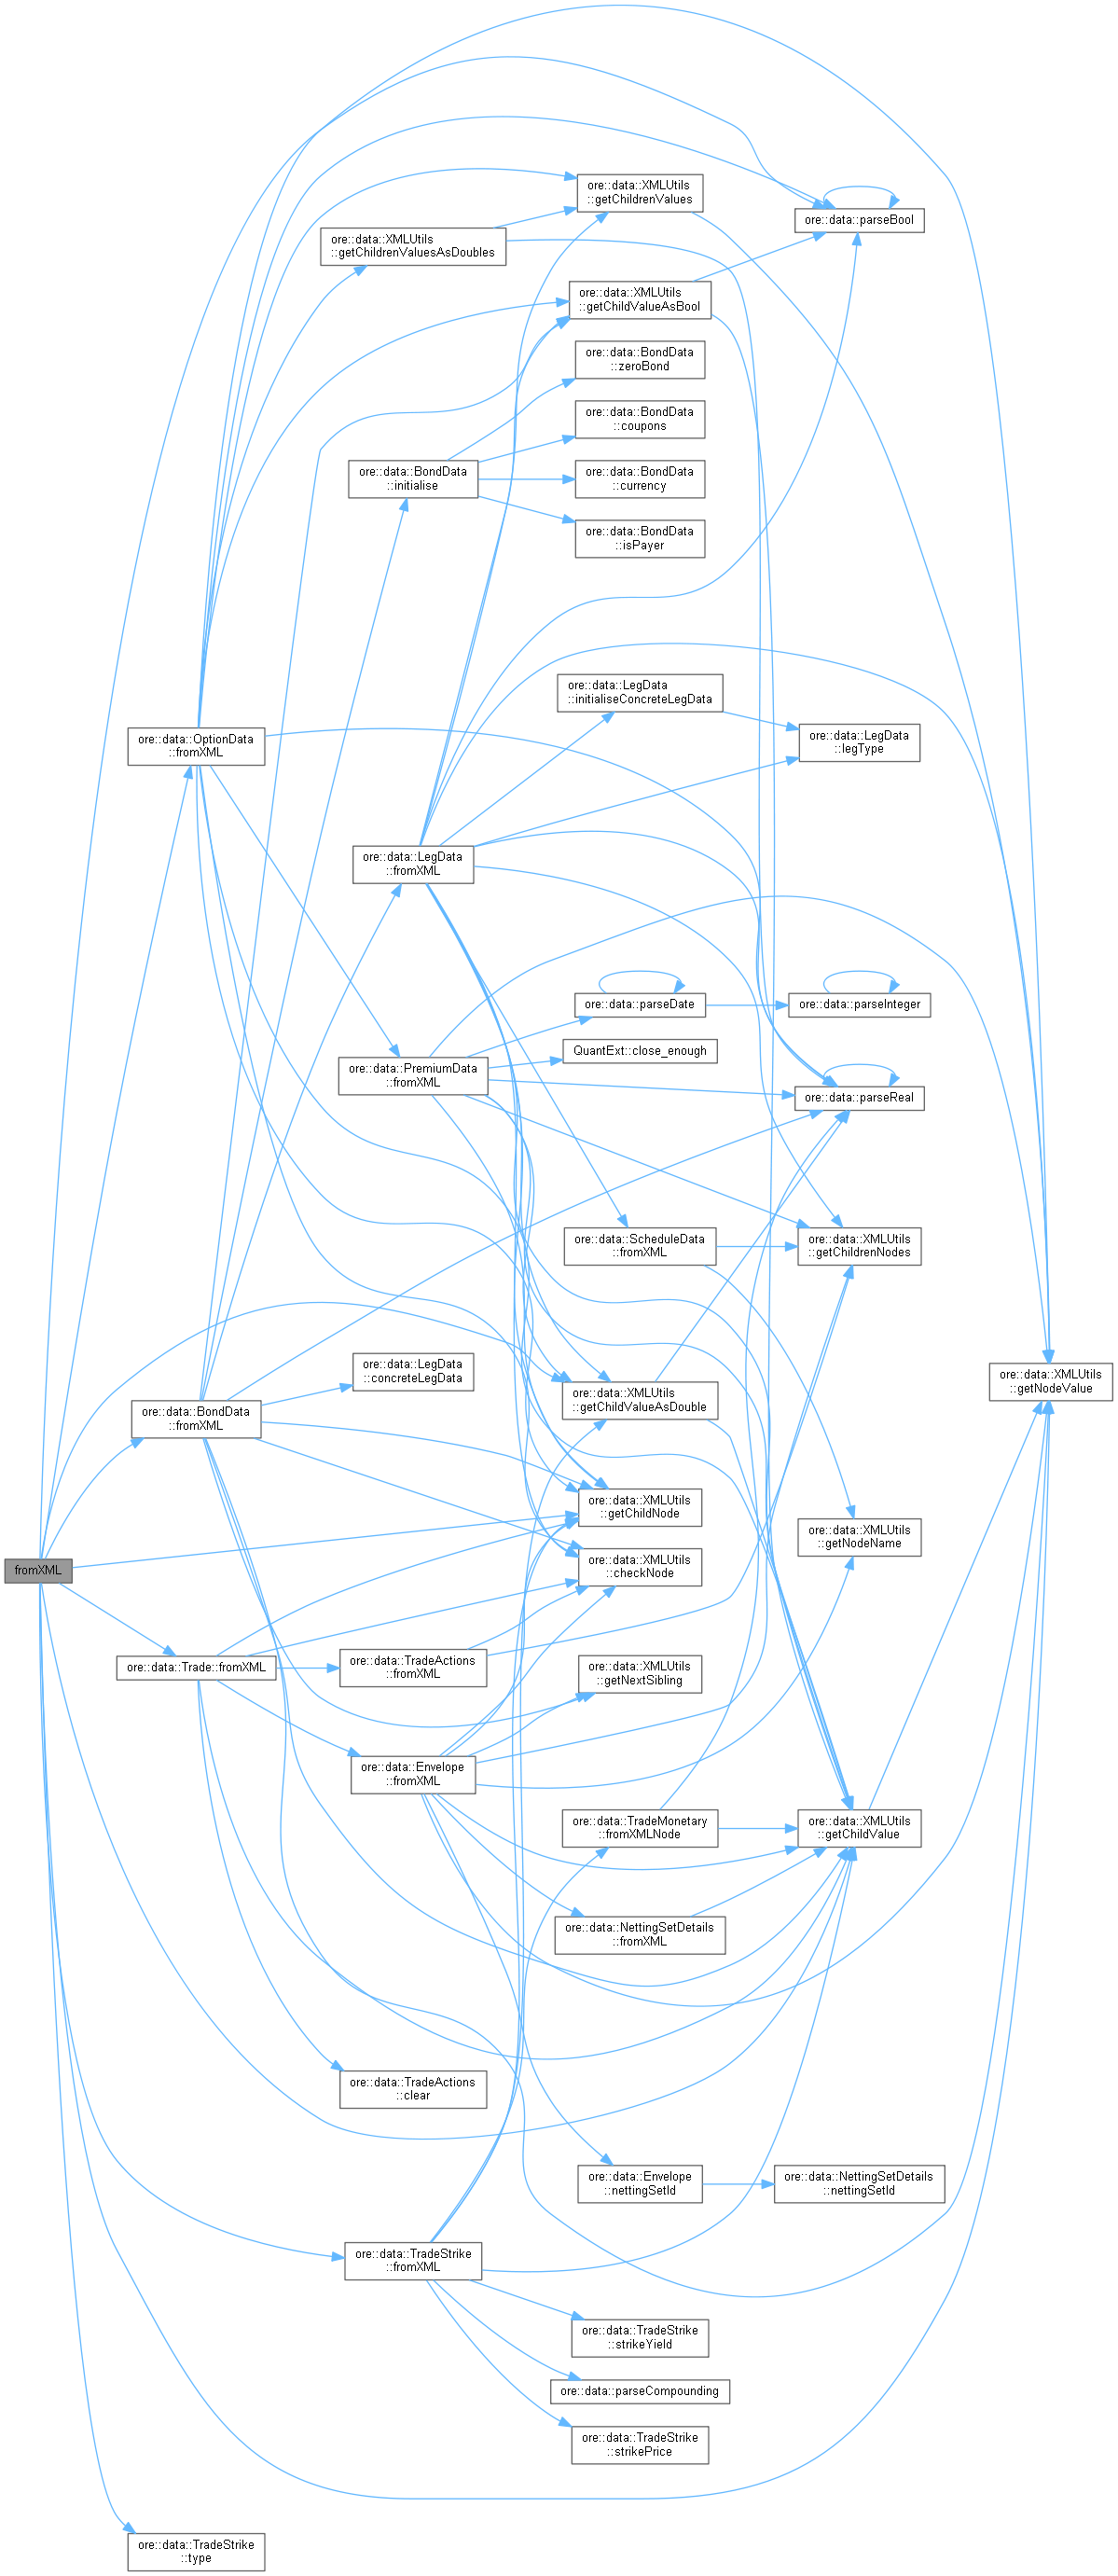 ore::data::XMLUtils
::getChildrenValues
ore::data::parseBool
ore::data::XMLUtils
::getChildrenValuesAsDoubles
ore::data::XMLUtils
::getChildValueAsBool
ore::data::BondData
::zeroBond
ore::data::BondData
::coupons
ore::data::BondData
::initialise
ore::data::BondData
::currency
ore::data::BondData
::isPayer
ore::data::LegData
::initialiseConcreteLegData
ore::data::OptionData
::fromXML
ore::data::LegData
::legType
ore::data::LegData
::fromXML
ore::data::parseDate
ore::data::parseInteger
QuantExt::close_enough
ore::data::PremiumData
::fromXML
ore::data::parseReal
ore::data::ScheduleData
::fromXML
ore::data::XMLUtils
::getChildrenNodes
ore::data::LegData
::concreteLegData
ore::data::XMLUtils
::getNodeValue
ore::data::XMLUtils
::getChildValueAsDouble
ore::data::BondData
::fromXML
ore::data::XMLUtils
::getChildNode
ore::data::XMLUtils
::getNodeName
fromXML
ore::data::XMLUtils
::checkNode
ore::data::Trade::fromXML
ore::data::TradeActions
::fromXML
ore::data::XMLUtils
::getNextSibling
ore::data::Envelope
::fromXML
ore::data::TradeMonetary
::fromXMLNode
ore::data::XMLUtils
::getChildValue
ore::data::NettingSetDetails
::fromXML
ore::data::TradeActions
::clear
ore::data::Envelope
::nettingSetId
ore::data::NettingSetDetails
::nettingSetId
ore::data::TradeStrike
::fromXML
ore::data::TradeStrike
::strikeYield
ore::data::parseCompounding
ore::data::TradeStrike
::strikePrice
ore::data::TradeStrike
::type